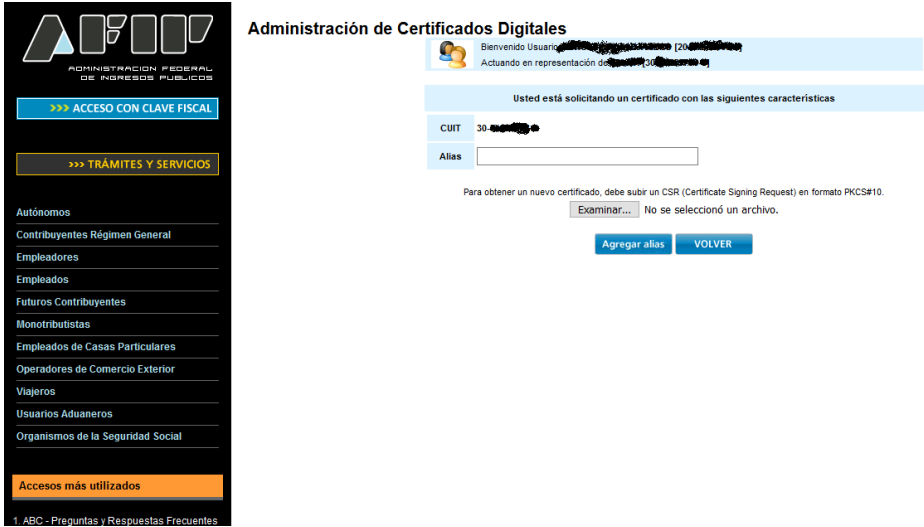 AFIP
ADMINISTRACION FEDERAL
DE INGRESOS PUBLICOS
>>> ACCESO CON CLAVE FISCAL
>>> TRÁMITES Y SERVICIOS
Autónomos
Contribuyentes Régimen General
Empleadores
Empleados
Futuros Contribuyentes
Monotributistas
Empleados de Casas Particulares
Operadores de Comercio Exterior
Viajeros
Usuarios Aduaneros
Organismos de la Seguridad Social
Accesos más utilizados
1. ABC - Preguntas y Respuestas Frecuentes
Administración de Certificados Digitales
Bienvenido Usuario [20-
Actuando en representación de [30
Usted está solicitando un certificado con las siguientes características
CUIT 30-
Alias
Para obtener un nuevo certificado, debe subir un CSR (Certificate Signing Request) en formato PKCS#10.
Examinar... No se seleccionó un archivo.
Agregar alias VOLVER